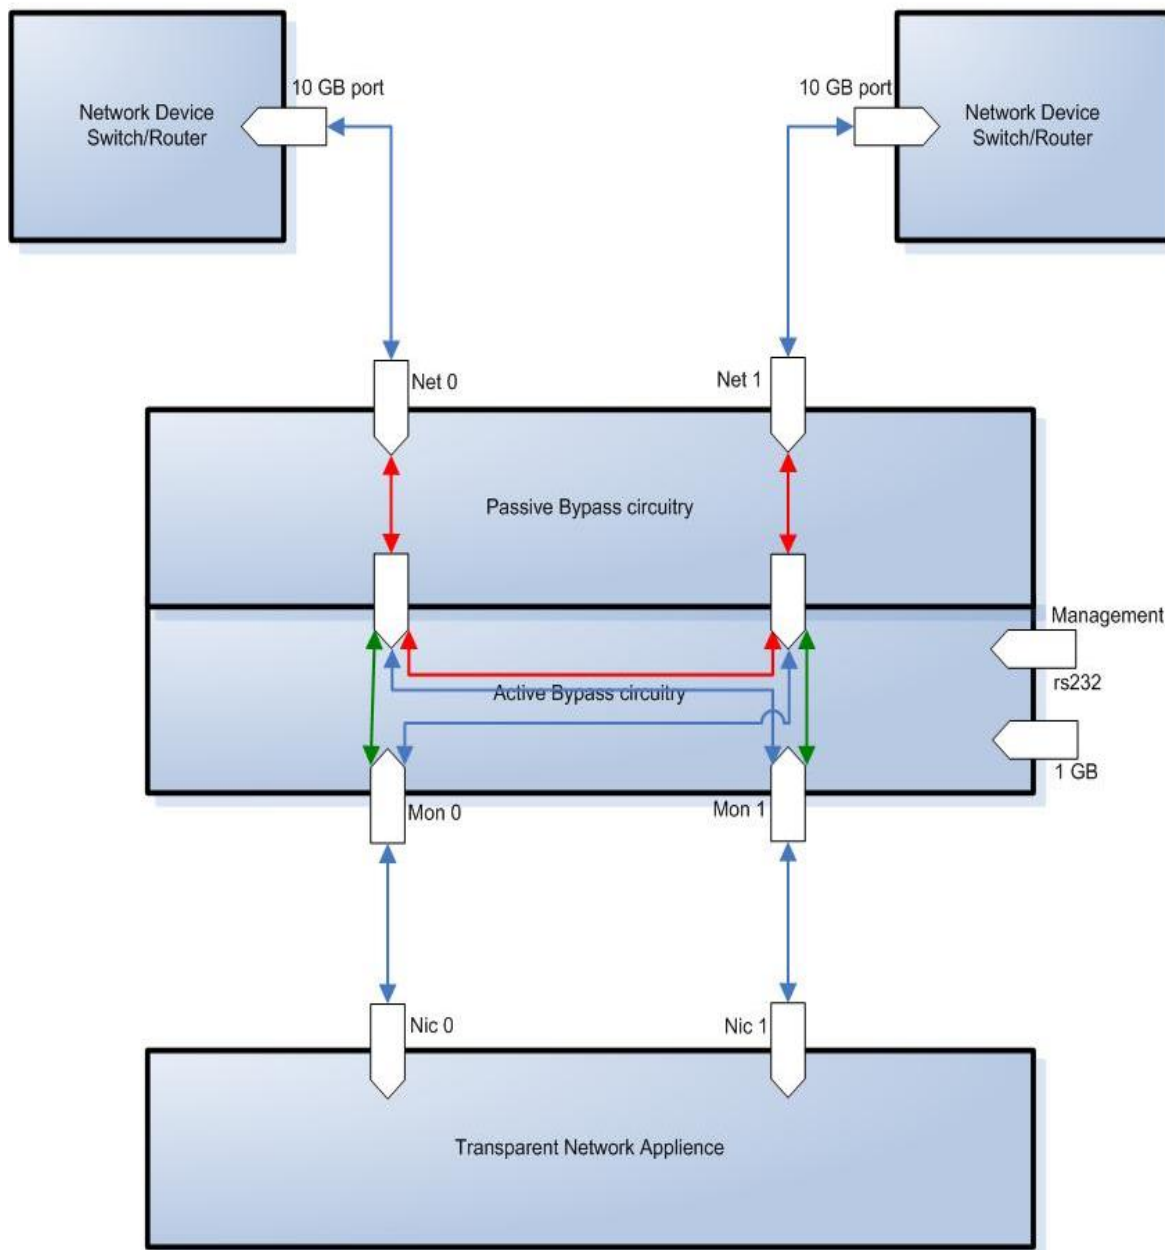 10 GB port
10 GB port
Network Device
Switch/Router
Network Device
Switch/Router
Net 0
Net 1
Passive Bypass circuitry
Management
rs232
Active Bypass circuitry
1 GB
Mon 0
Mon 1
Nic 0
Nic 1
Transparent Network Applience